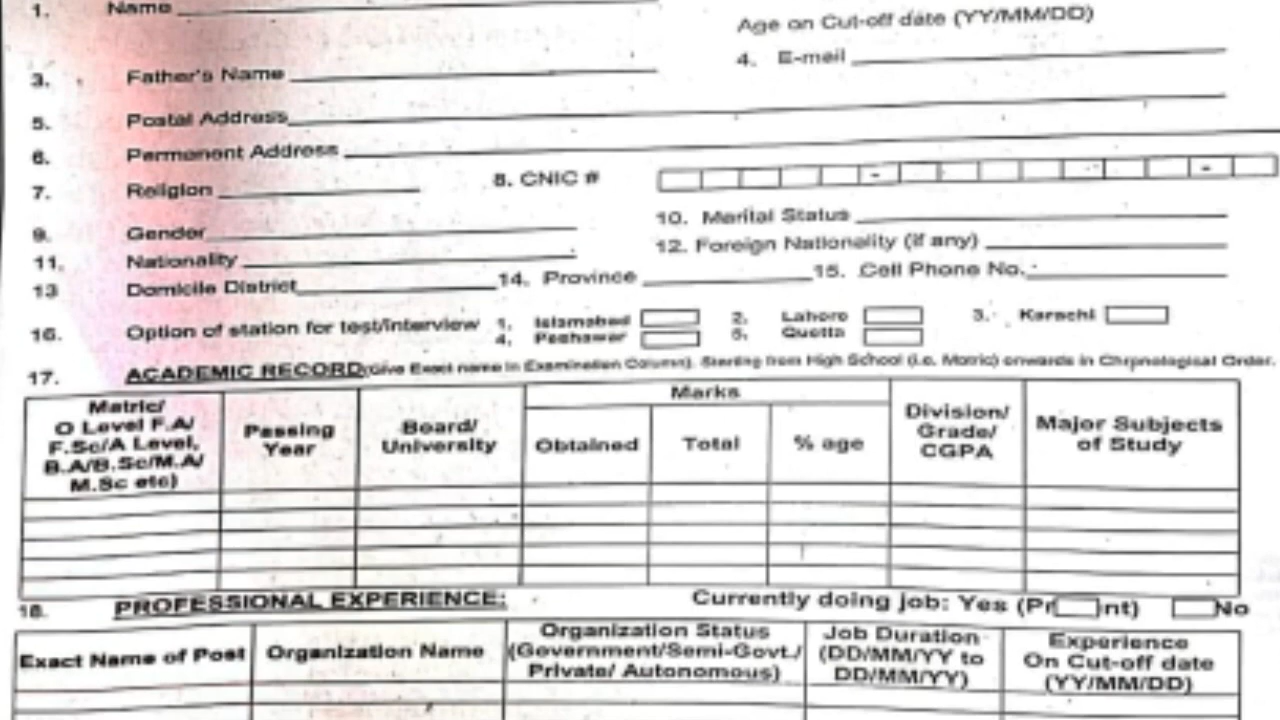 1. Name
Age on Cut-off date (YY/MM/DD)
3. Father's Name
4. E-mail
5. Postal Address
6. Permanent Address
7. Religion 8. CNIC #
- -
9. Gender 10. Marital Status
11. Nationality 12. Foreign Nationality (if any)
13 Domicile District 14. Province 15. Cell Phone No.
16. Option of station for test/interview 1. Islamabad 2. Lahore 3. Karachi
4. Peshawar 5. Quetta
17. ACADEMIC RECORD (Give Exact name in Examination Column). Starting from High School (i.e. Matric) onwards in Chronological Order.
Matric/
O Level F.A/
F.Sc/A Level,
B.A/B.Sc/M.A/
M.Sc etc)
Passing
Year
Board/
University
Marks
Obtained Total % age
Division/
Grade/
CGPA
Major Subjects
of Study
18. PROFESSIONAL EXPERIENCE: Currently doing job: Yes (Pr nt) No
Exact Name of Post
Organization Name
Organization Status
(Government/Semi-Govt./
Private/ Autonomous)
Job Duration
(DD/MM/YY to
DD/MM/YY)
Experience
On Cut-off date
(YY/MM/DD)